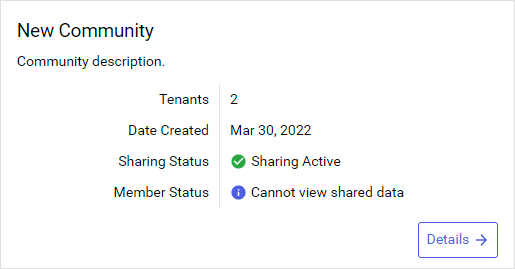 New Community
Community description.
Tenants 2
Date Created Mar 30, 2022
Sharing Status Sharing Active
Member Status Cannot view shared data
Details